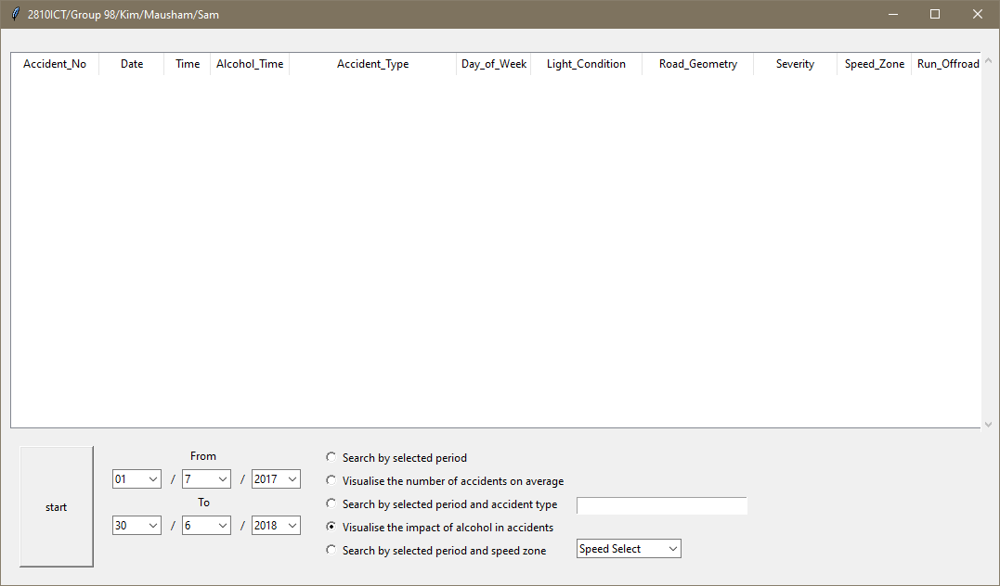 2810ICT/Group 98/Kim/Mausham/Sam
Accident_No Date Time Alcohol_Time Accident_Type Day_of_Week Light_Condition Road_Geometry Severity Speed_Zone Run_Offroad
start
From
01 / 7 / 2017
To
30 / 6 / 2018
Search by selected period
Visualise the number of accidents on average
Search by selected period and accident type
Visualise the impact of alcohol in accidents
Search by selected period and speed zone Speed Select